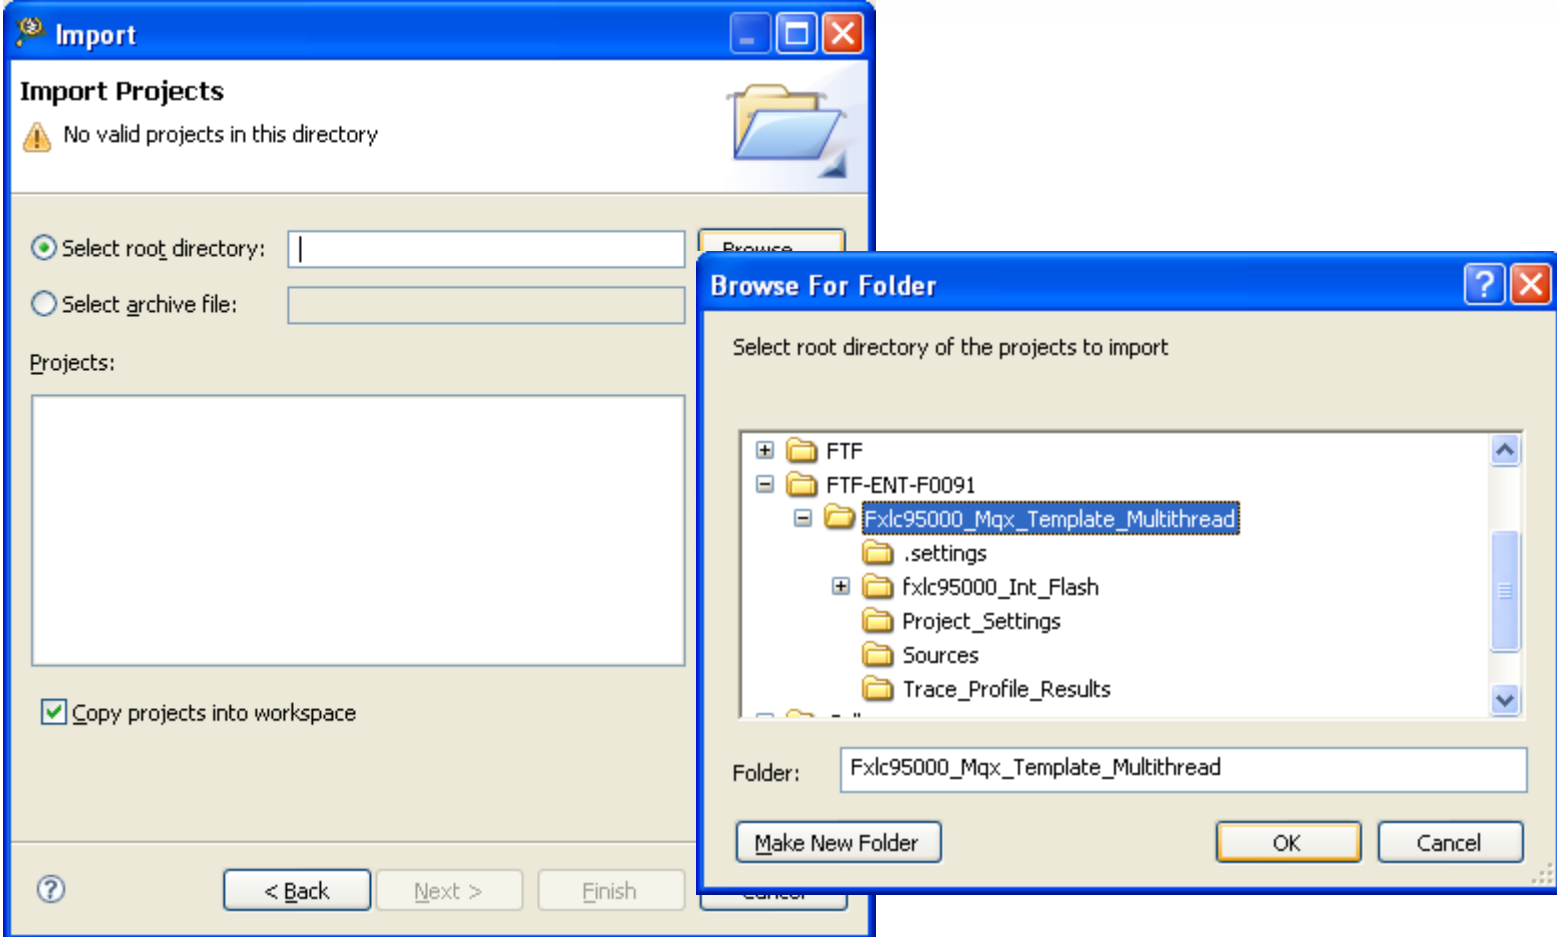 Import
Import Projects
No valid projects in this directory
Select root directory:
Browse...
Select archive file:
Projects:
Copy projects into workspace
< Back
Next >
Finish
Cancel
Browse For Folder
Select root directory of the projects to import
FTF
FTF-ENT-F0091
Fxlc95000_Mqx_Template_Multithread
.settings
fxlc95000_Int_Flash
Project_Settings
Sources
Trace_Profile_Results
Folder:
Fxlc95000_Mqx_Template_Multithread
Make New Folder
OK
Cancel